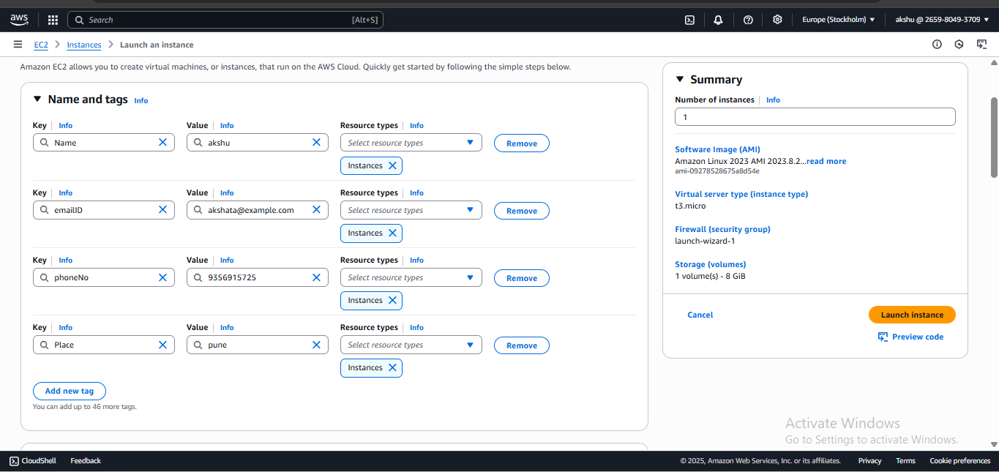 aws
Search [Alt+S]
Europe (Stockholm)
akshu @ 2659-8049-3709
EC2 > Instances > Launch an instance
Amazon EC2 allows you to create virtual machines, or instances, that run on the AWS Cloud. Quickly get started by following the simple steps below.
Name and tags Info
Key Info Value Info Resource types Info
Name akshu Select resource types Remove
Instances
Key Info Value Info Resource types Info
emailID akshata@example.com Select resource types Remove
Instances
Key Info Value Info Resource types Info
phoneNo 9356915725 Select resource types Remove
Instances
Key Info Value Info Resource types Info
Place pune Select resource types Remove
Instances
Add new tag
You can add up to 46 more tags.
Summary
Number of instances Info
1
Software Image (AMI)
Amazon Linux 2023 AMI 2023.8.2...read more
ami-09278528675a8d54e
Virtual server type (instance type)
t3.micro
Firewall (security group)
launch-wizard-1
Storage (volumes)
1 volume(s) - 8 GiB
Cancel Launch instance
Preview code
Activate Windows
Go to Settings to activate Windows.
CloudShell Feedback © 2025, Amazon Web Services, Inc. or its affiliates. Privacy Terms Cookie preferences